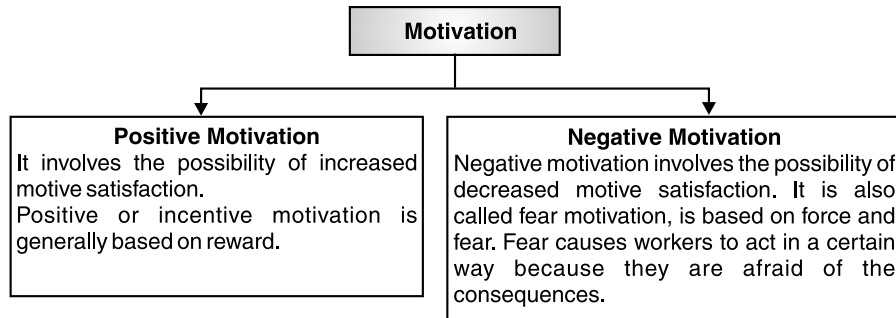 Motivation
Positive Motivation
It involves the possibility of increased
motive satisfaction.
Positive or incentive motivation is
generally based on reward.
Negative Motivation
Negative motivation involves the possibility of
decreased motive satisfaction. It is also
called fear motivation, is based on force and
fear. Fear causes workers to act in a certain
way because they are afraid of the
consequences.